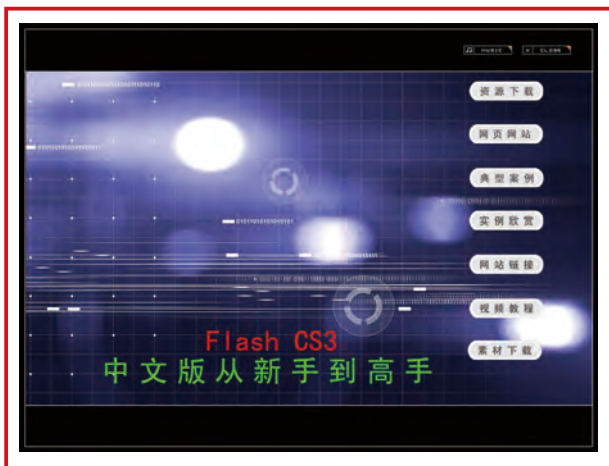 MUSIC
× CLOSE
资源下载
网页网站
典型案例
实例欣赏
网站链接
视频教程
素材下载
Flash CS3
中文版从新手到高手